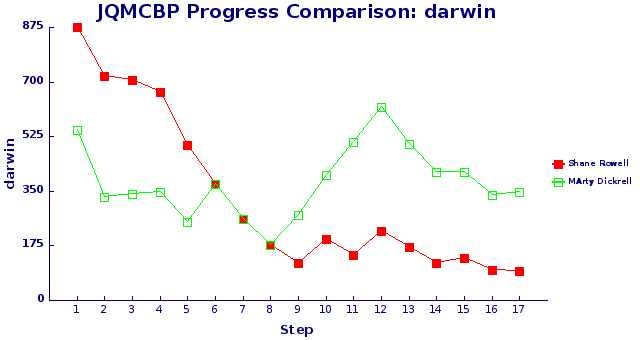 JQMCBP Progress Comparison: darwin
875
700
525
350
175
0
darwin
1 2 3 4 5 6 7 8 9 10 11 12 13 14 15 16 17
Step
Shane Rowell
MArty Dickrell